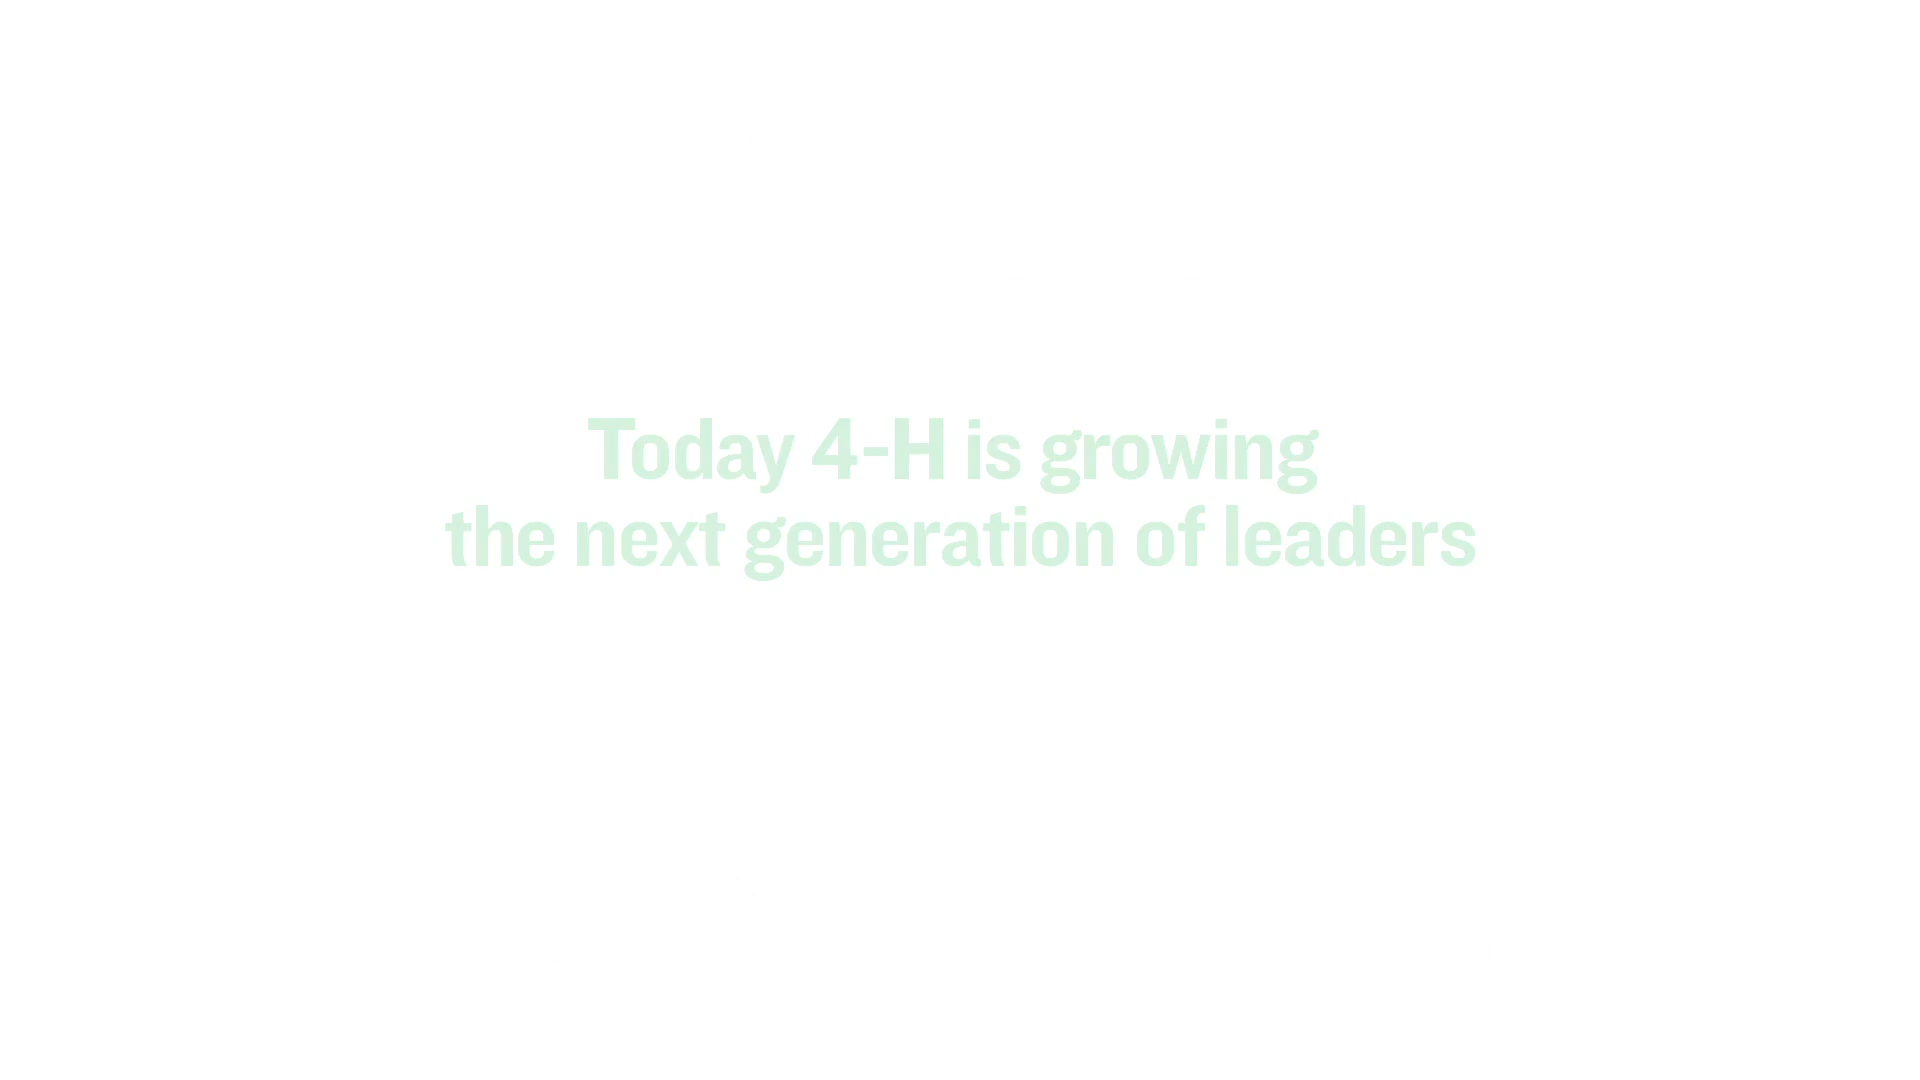 Today 4-H is growing
the next generation of leaders